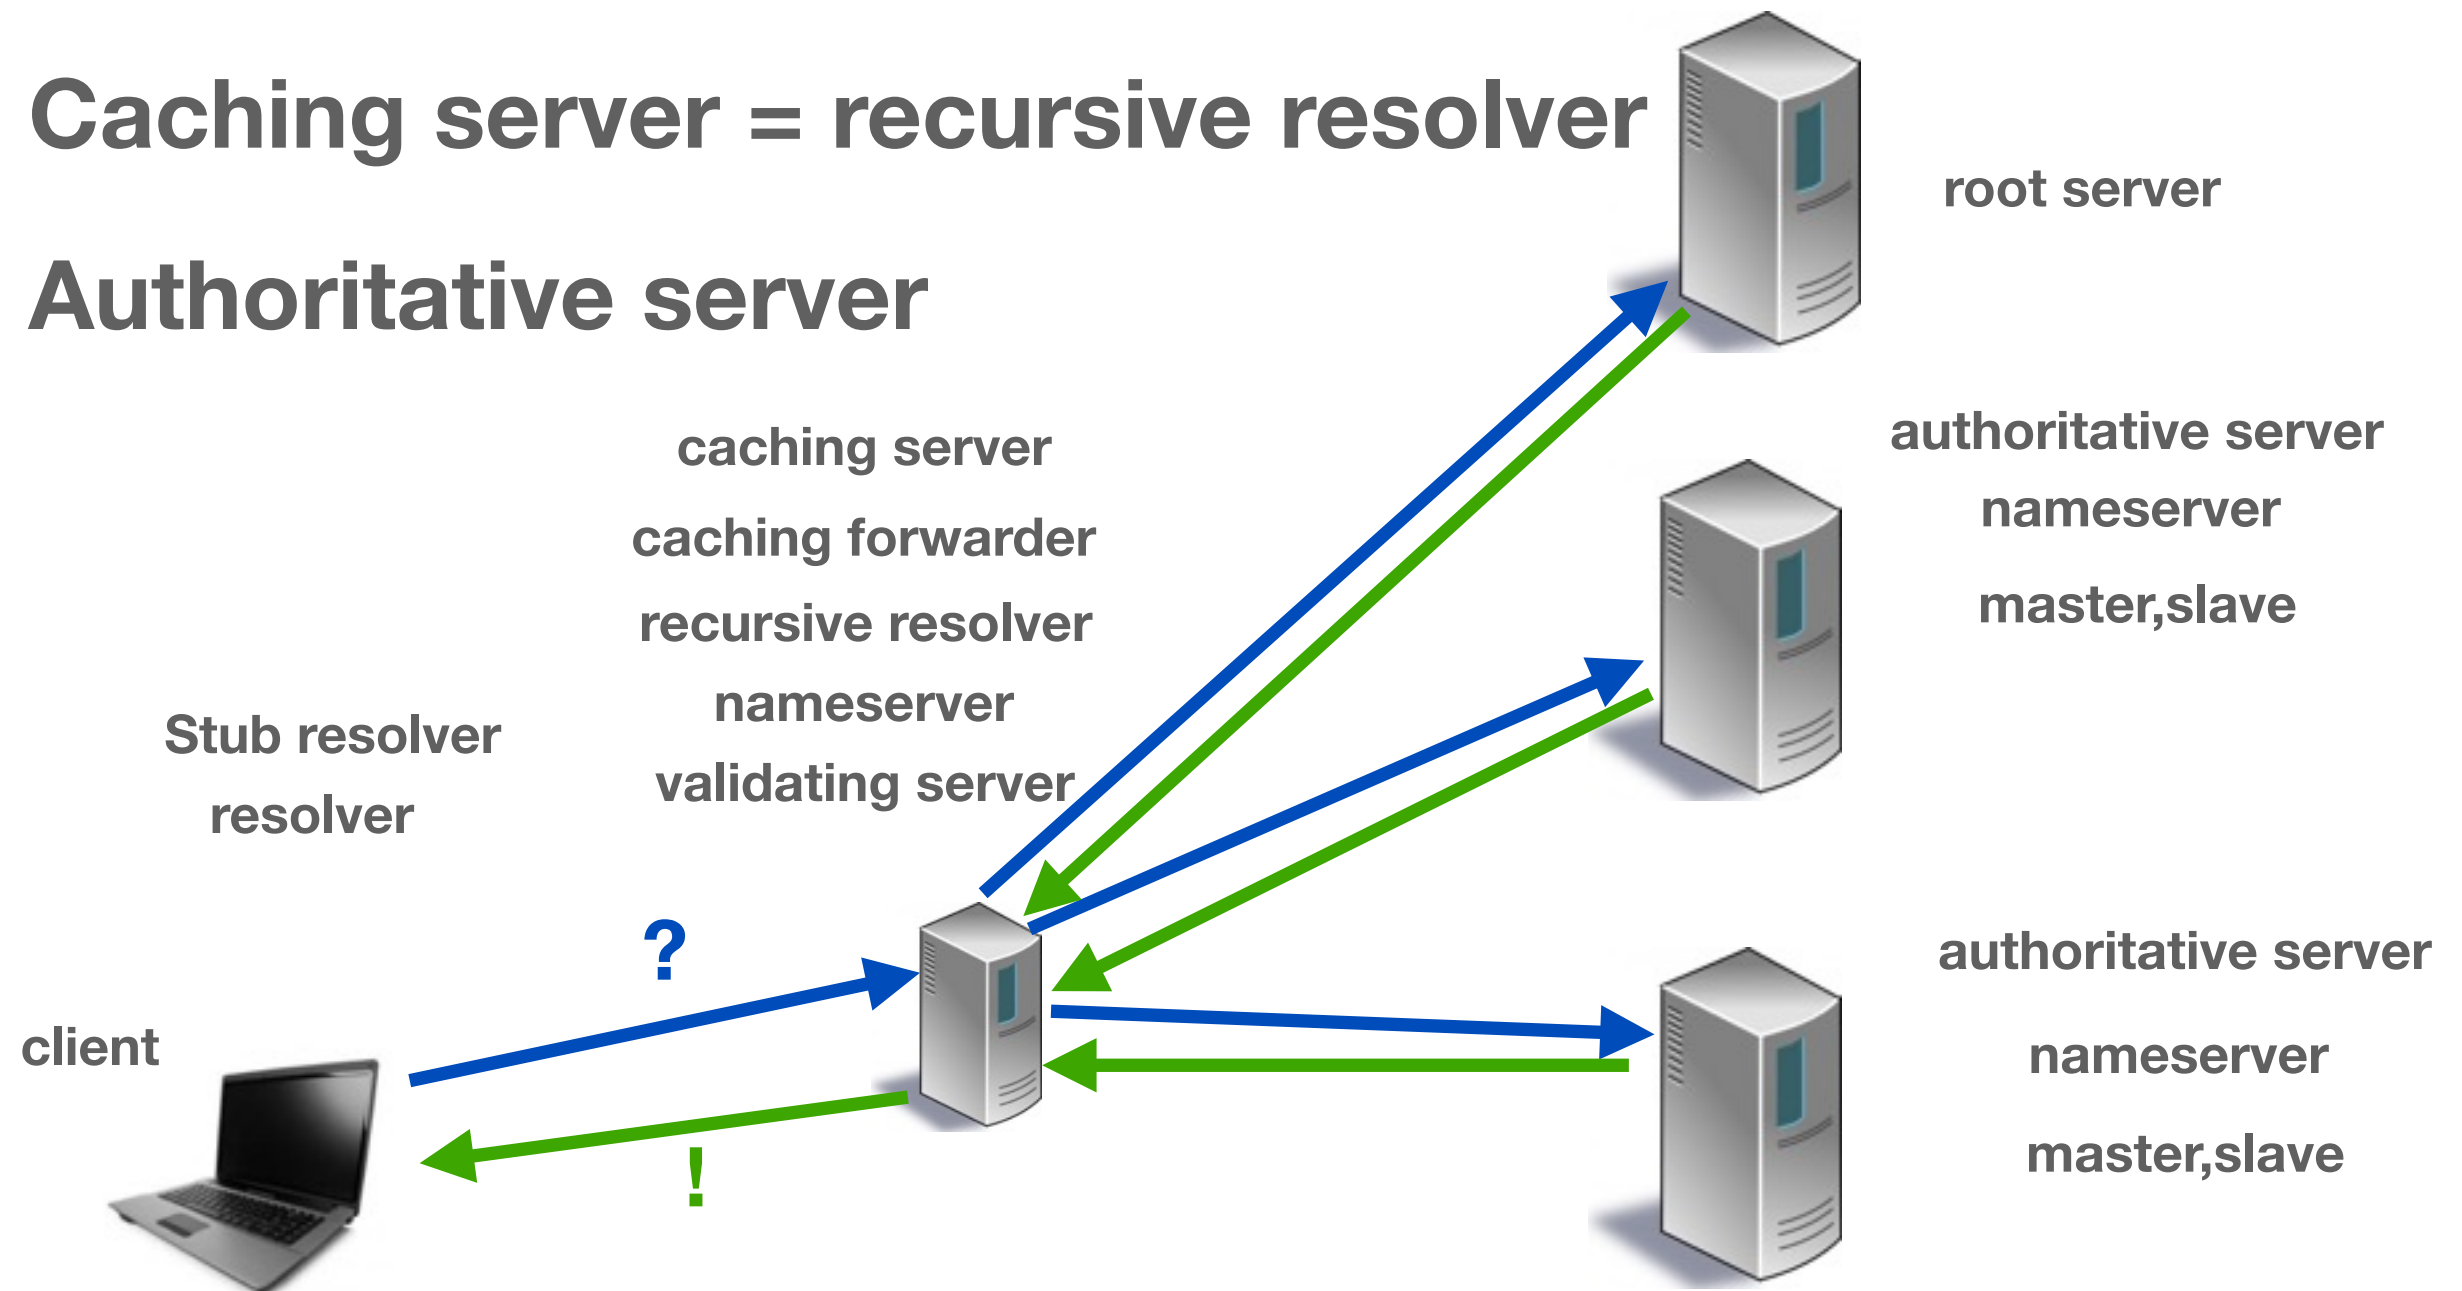 Caching server = recursive resolver
Authoritative server
root server
caching server
caching forwarder
recursive resolver
nameserver
validating server
Stub resolver
resolver
authoritative server
nameserver
master,slave
?
!
client
authoritative server
nameserver
master,slave